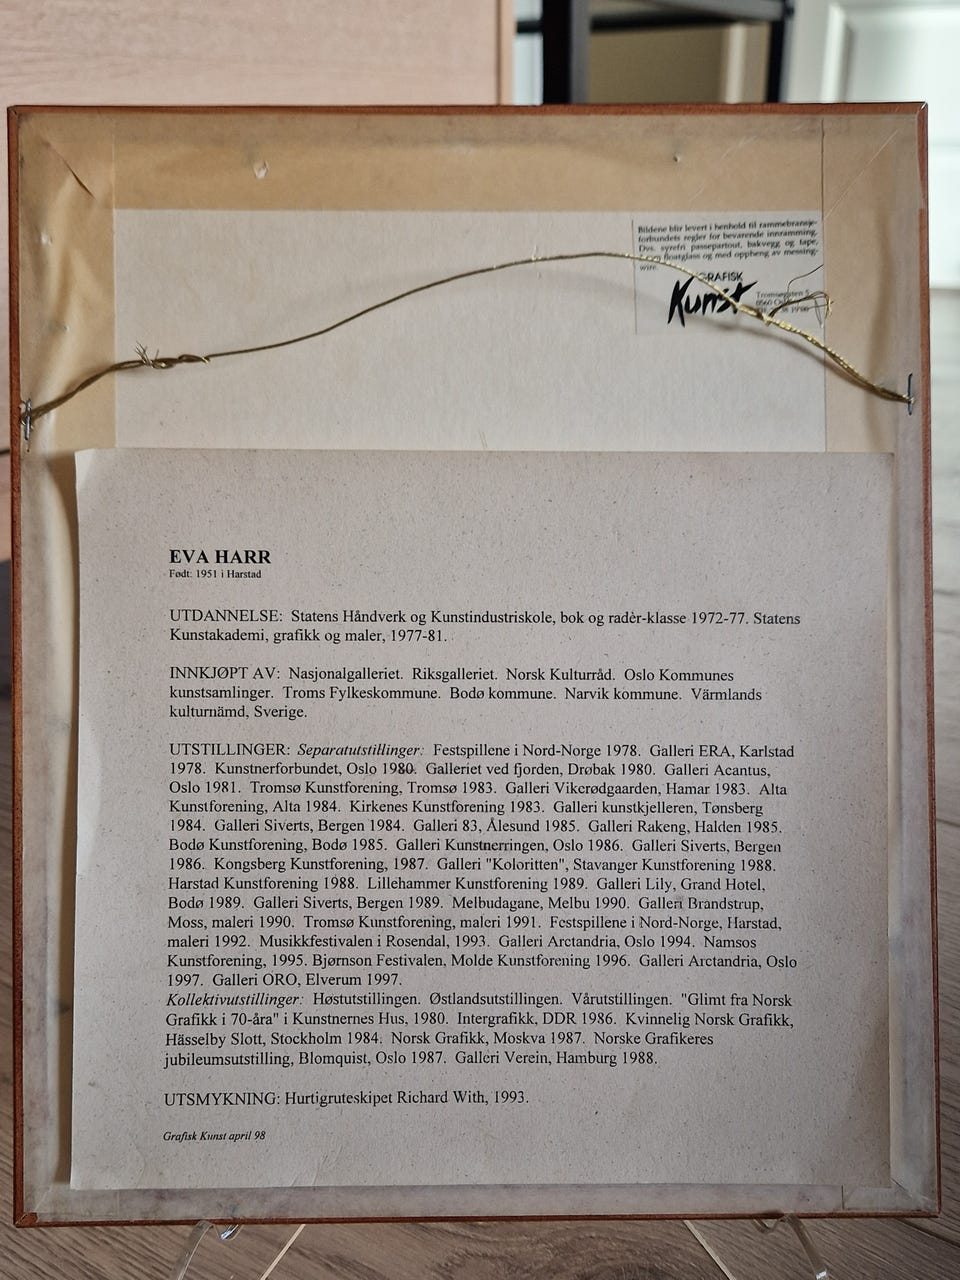 Bildene blir levert i henhold til rammebransje-
forbundets regler for bevarende innramming.
Dvs. syrefri passepartout, bakvegg og tape,
floatglass og med oppheng av messing-
wire.
GRAFISK
Kunst
Tromsøgaten 5
0560
EVA HARR
Født: 1951 i Harstad
UTDANNELSE: Statens Håndverk og Kunstindustriskole, bok og radèr-klasse 1972-77. Statens
Kunstakademi, grafikk og maler, 1977-81.
INNKJØPT AV: Nasjonalgalleriet. Riksgalleriet. Norsk Kulturråd. Oslo Kommunes
kunstsamlinger. Troms Fylkeskommune. Bodø kommune. Narvik kommune. Värmlands
kulturnämd, Sverige.
UTSTILLINGER: Separatutstillinger: Festspillene i Nord-Norge 1978. Galleri ERA, Karlstad
1978. Kunstnerforbundet, Oslo 1980. Galleriet ved fjorden, Drøbak 1980. Galleri Acantus,
Oslo 1981. Tromsø Kunstforening, Tromsø 1983. Galleri Vikerødgaarden, Hamar 1983. Alta
Kunstforening, Alta 1984. Kirkenes Kunstforening 1983. Galleri kunstkjelleren, Tønsberg
1984. Galleri Siverts, Bergen 1984. Galleri 83, Ålesund 1985. Galleri Rakeng, Halden 1985.
Bodø Kunstforening, Bodø 1985. Galleri Kunstnerringen, Oslo 1986. Galleri Siverts, Bergen
1986. Kongsberg Kunstforening, 1987. Galleri "Koloritten", Stavanger Kunstforening 1988.
Harstad Kunstforening 1988. Lillehammer Kunstforening 1989. Galleri Lily, Grand Hotel,
Bodø 1989. Galleri Siverts, Bergen 1989. Melbudagane, Melbu 1990. Galleri Brandstrup,
Moss, maleri 1990. Tromsø Kunstforening, maleri 1991. Festspillene i Nord-Norge, Harstad,
maleri 1992. Musikkfestivalen i Rosendal, 1993. Galleri Arctandria, Oslo 1994. Namsos
Kunstforening, 1995. Bjørnson Festivalen, Molde Kunstforening 1996. Galleri Arctandria, Oslo
1997. Galleri ORO, Elverum 1997.
Kollektivutstillinger: Høstutstillingen. Østlandsutstillingen. Vårutstillingen. "Glimt fra Norsk
Grafikk i 70-åra" i Kunstnernes Hus, 1980. Intergrafikk, DDR 1986. Kvinnelig Norsk Grafikk,
Hässelby Slott, Stockholm 1984. Norsk Grafikk, Moskva 1987. Norske Grafikeres
jubileumsutstilling, Blomquist, Oslo 1987. Galleri Verein, Hamburg 1988.
UTSMYKNING: Hurtigruteskipet Richard With, 1993.
Grafisk Kunst april 98